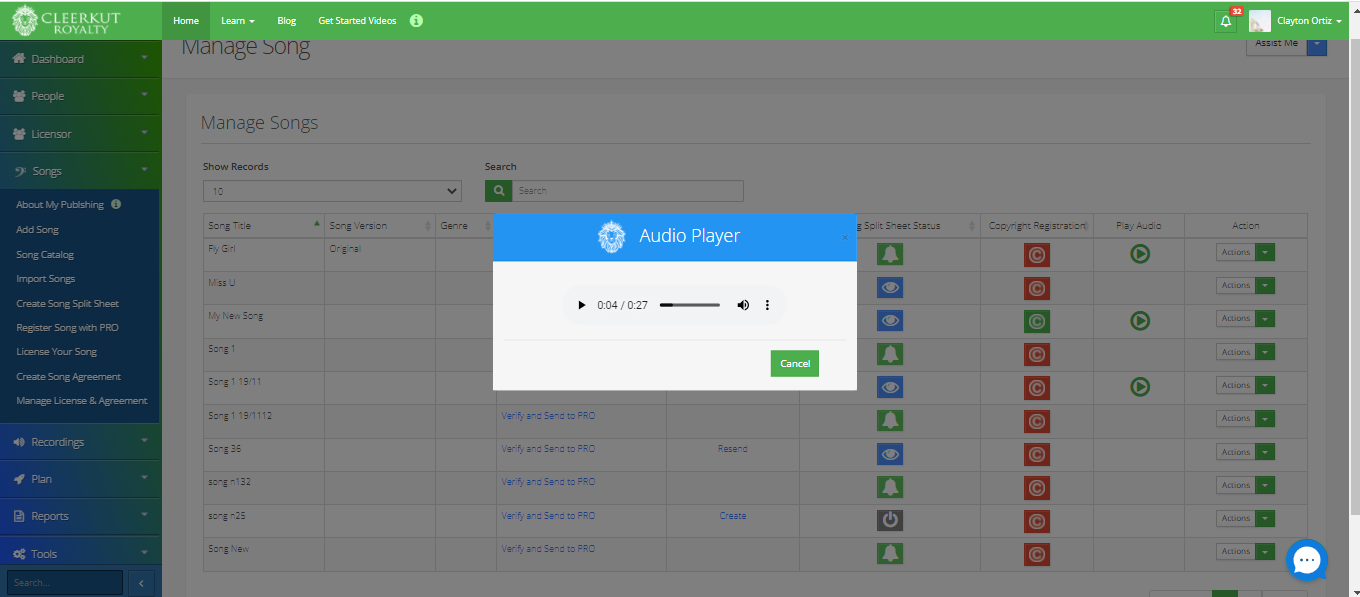 CLEERKUT
ROYALTY
Home Learn Blog Get Started Videos
32
Clayton Ortiz
Manage Song
Assist Me
Dashboard
People
Licensor
Songs
About My Publshing
Add Song
Song Catalog
Import Songs
Create Song Split Sheet
Register Song with PRO
License Your Song
Create Song Agreement
Manage License & Agreement
Recordings
Plan
Reports
Tools
Search...
Manage Songs
Show Records Search
10 Search
Song Title Song Version Genre Split Sheet Status Copyright Registration Play Audio Action
Fly Girl Original Actions
Miss U Actions
My New Song Actions
Song 1 Actions
Song 1 19/11 Actions
Song 1 19/1112 Verify and Send to PRO Actions
Song 36 Verify and Send to PRO Resend Actions
song n132 Verify and Send to PRO Actions
song n25 Verify and Send to PRO Create Actions
Song New Verify and Send to PRO Actions
Audio Player
0:04 / 0:27
Cancel